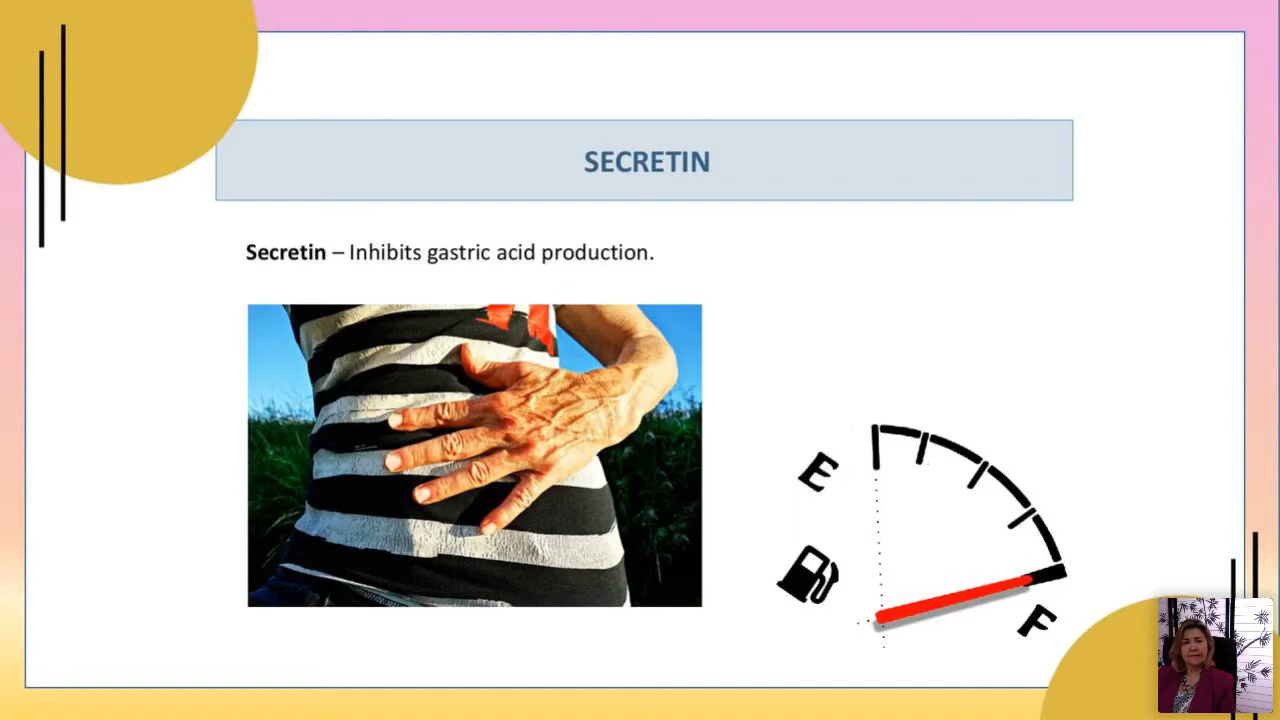 SECRETIN
Secretin – Inhibits gastric acid production.
E
F